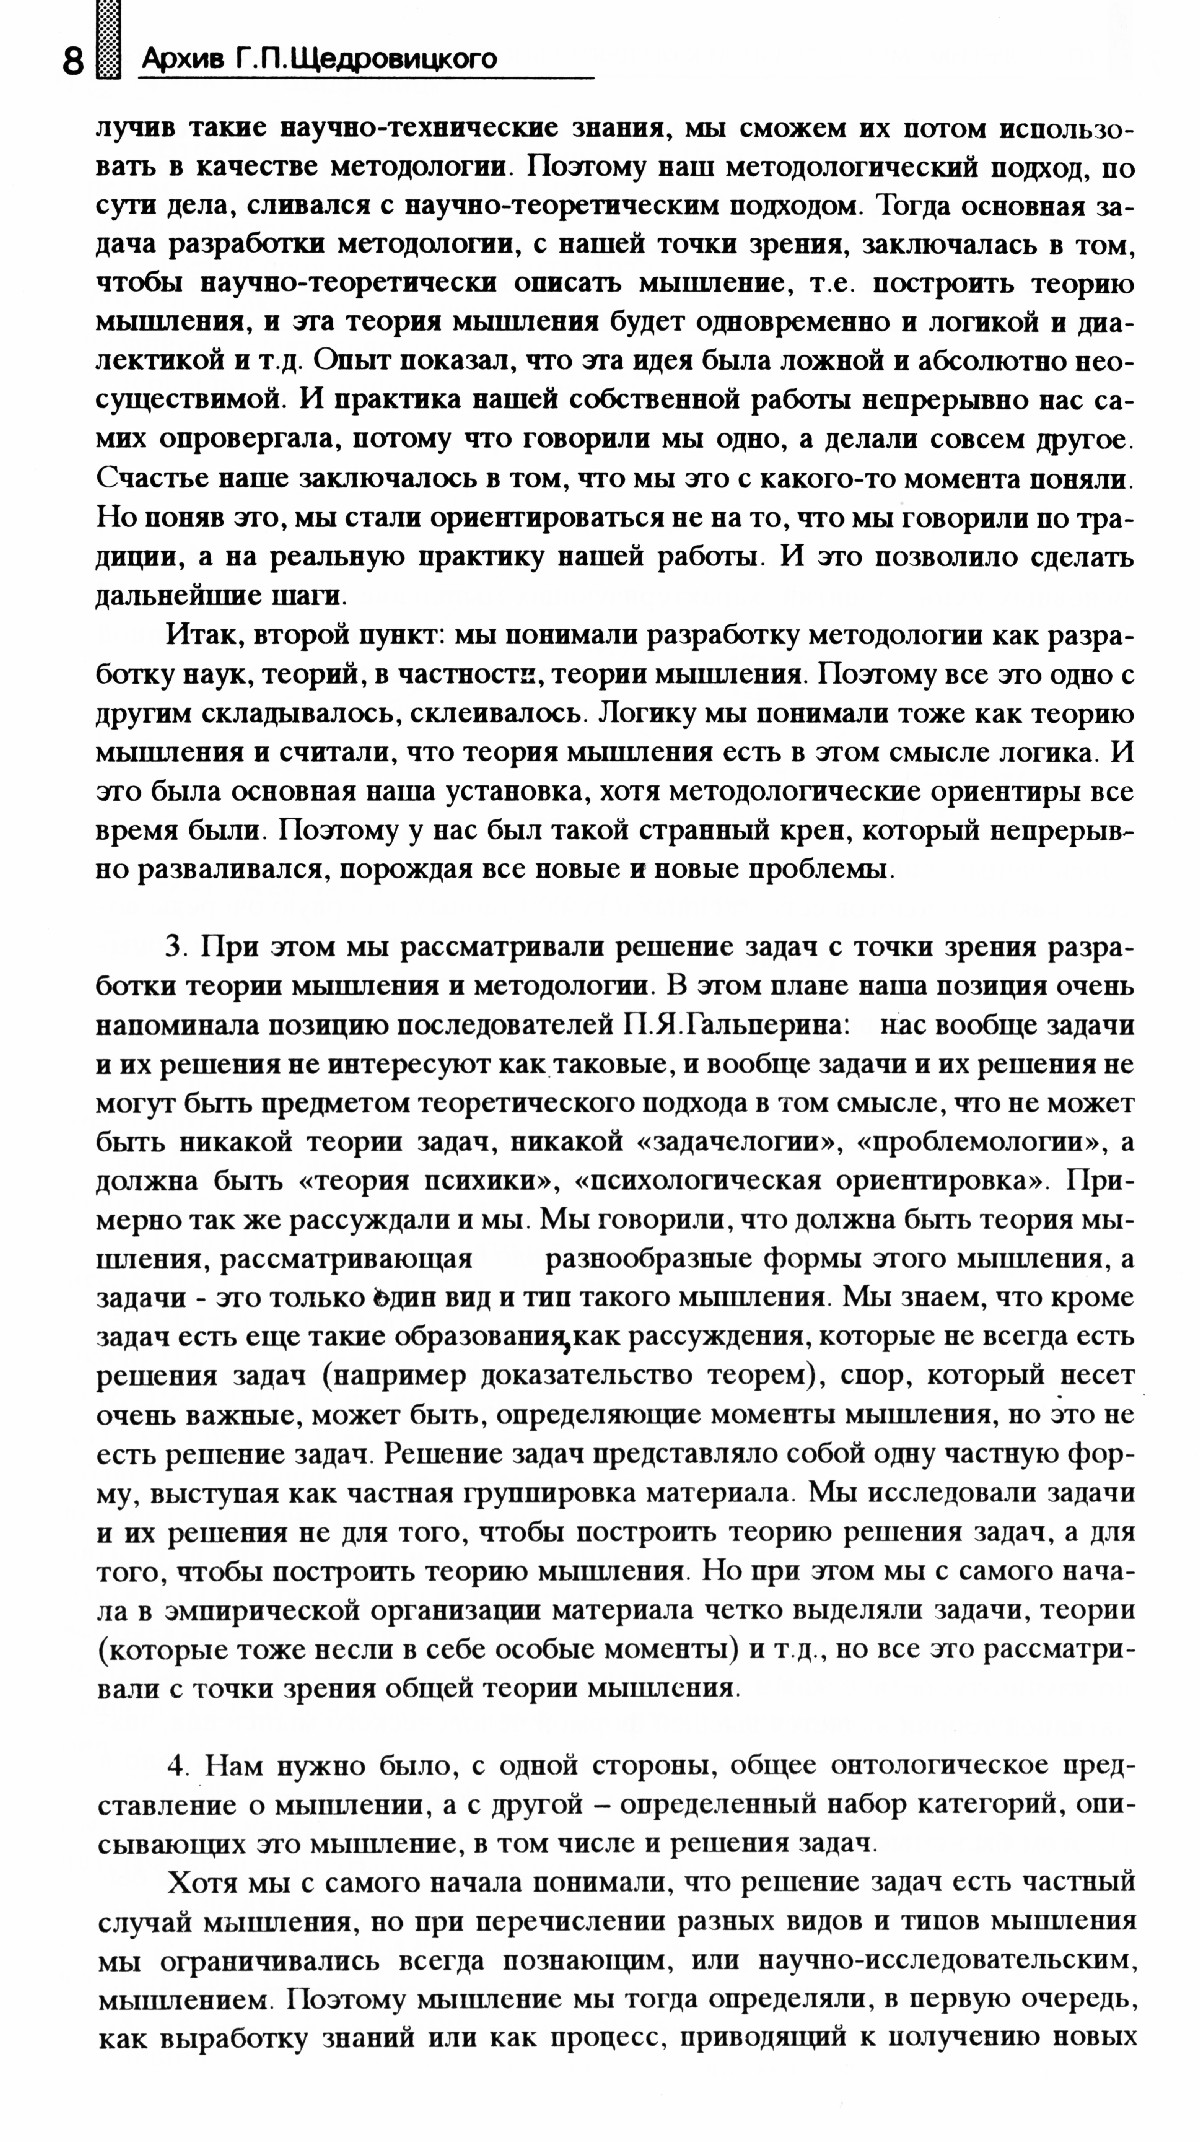 8 Архив Г.П.Щедровицкого
лучив такие научно-технические знания, мы сможем их потом использо-
вать в качестве методологии. Поэтому наш методологический подход, по
сути дела, сливался с научно-теоретическим подходом. Тогда основная за-
дача разработки методологии, с нашей точки зрения, заключалась в том,
чтобы научно-теоретически описать мышление, т.е. построить теорию
мышления, и эта теория мышления будет одновременно и логикой и диа-
лектикой и т.д. Опыт показал, что эта идея была ложной и абсолютно нео-
существимой. И практика нашей собственной работы непрерывно нас са-
мих опровергала, потому что говорили мы одно, а делали совсем другое.
Счастье наше заключалось в том, что мы это с какого-то момента поняли.
Но поняв это, мы стали ориентироваться не на то, что мы говорили по тра-
диции, а на реальную практику нашей работы. И это позволило сделать
дальнейшие шаги.
Итак, второй пункт: мы понимали разработку методологии как разра-
ботку наук, теорий, в частности, теории мышления. Поэтому все это одно с
другим складывалось, склеивалось. Логику мы понимали тоже как теорию
мышления и считали, что теория мышления есть в этом смысле логика. И
это была основная наша установка, хотя методологические ориентиры все
время были. Поэтому у нас был такой странный крен, который непрерыв-
но разваливался, порождая все новые и новые проблемы.
3. При этом мы рассматривали решение задач с точки зрения разра-
ботки теории мышления и методологии. В этом плане наша позиция очень
напоминала позицию последователей П.Я.Гальперина: нас вообще задачи
и их решения не интересуют как таковые, и вообще задачи и их решения не
могут быть предметом теоретического подхода в том смысле, что не может
быть никакой теории задач, никакой «задачелогии», «проблемологии», а
должна быть «теория психики», «психологическая ориентировка». При-
мерно так же рассуждали и мы. Мы говорили, что должна быть теория мы-
шления, рассматривающая разнообразные формы этого мышления, а
задачи - это только один вид и тип такого мышления. Мы знаем, что кроме
задач есть еще такие образования, как рассуждения, которые не всегда есть
решения задач (например доказательство теорем), спор, который несет
очень важные, может быть, определяющие моменты мышления, но это не
есть решение задач. Решение задач представляло собой одну частную фор-
му, выступая как частная группировка материала. Мы исследовали задачи
и их решения не для того, чтобы построить теорию решения задач, а для
того, чтобы построить теорию мышления. Но при этом мы с самого нача-
ла в эмпирической организации материала четко выделяли задачи, теории
(которые тоже несли в себе особые моменты) и т.д., но все это рассматри-
вали с точки зрения общей теории мышления.
4. Нам нужно было, с одной стороны, общее онтологическое пред-
ставление о мышлении, а с другой – определенный набор категорий, опи-
сывающих это мышление, в том числе и решения задач.
Хотя мы с самого начала понимали, что решение задач есть частный
случай мышления, но при перечислении разных видов и типов мышления
мы ограничивались всегда познающим, или научно-исследовательским,
мышлением. Поэтому мышление мы тогда определяли, в первую очередь,
как выработку знаний или как процесс, приводящий к получению новых